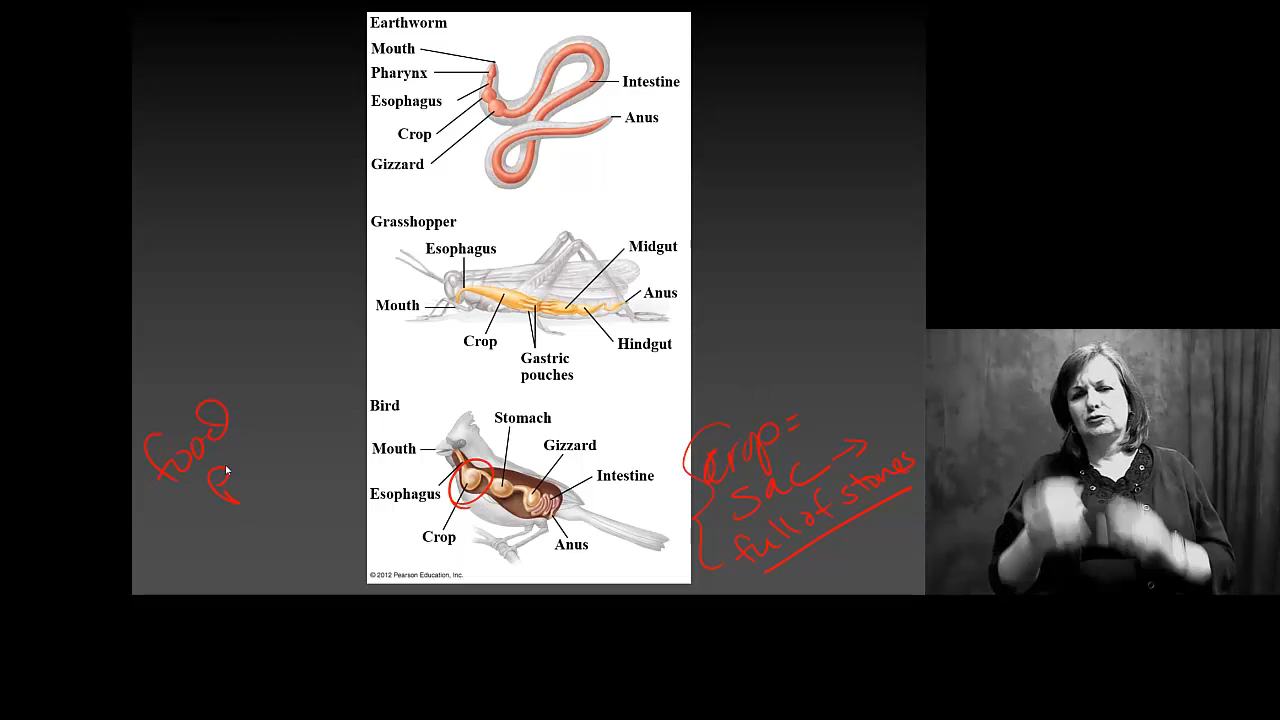 Earthworm
Mouth
Pharynx
Esophagus
Crop
Gizzard
Intestine
Anus
Grasshopper
Esophagus
Midgut
Mouth
Anus
Crop
Hindgut
Gastric
pouches
Bird
Stomach
Mouth
Gizzard
Intestine
Esophagus
Crop
Anus
© 2012 Pearson Education, Inc.
food
P
Crop =
Sac →
full of stones